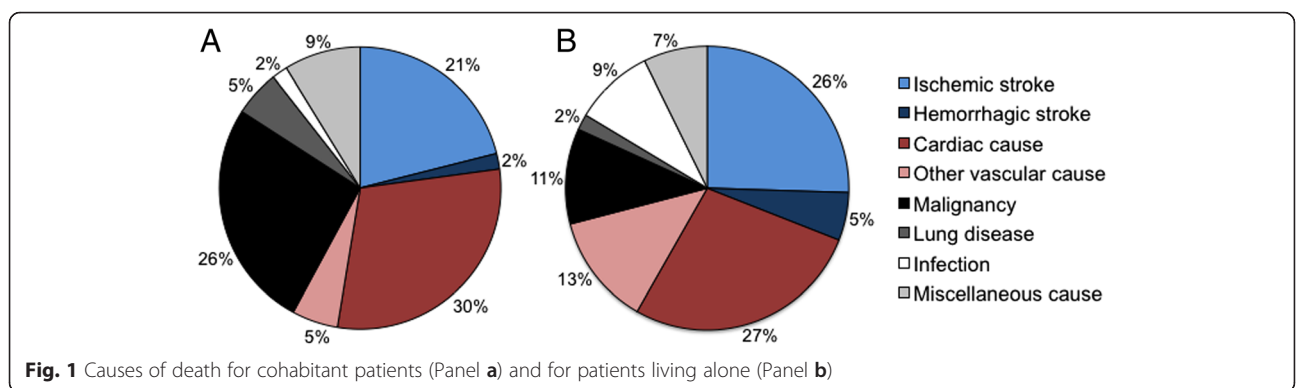 A
9%
2%
5%
21%
2%
26%
30%
5%
B
7%
9%
26%
2%
11%
5%
13%
27%
Ischemic stroke
Hemorrhagic stroke
Cardiac cause
Other vascular cause
Malignancy
Lung disease
Infection
Miscellaneous cause
Fig. 1 Causes of death for cohabitant patients (Panel a) and for patients living alone (Panel b)